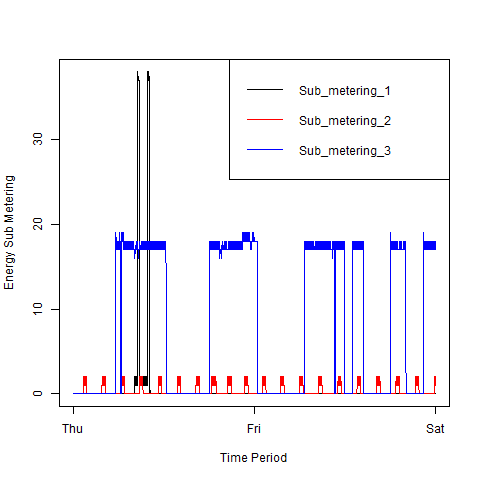 Sub_metering_1
Sub_metering_2
Sub_metering_3
Energy Sub Metering
30
20
10
0
Thu Fri Sat
Time Period